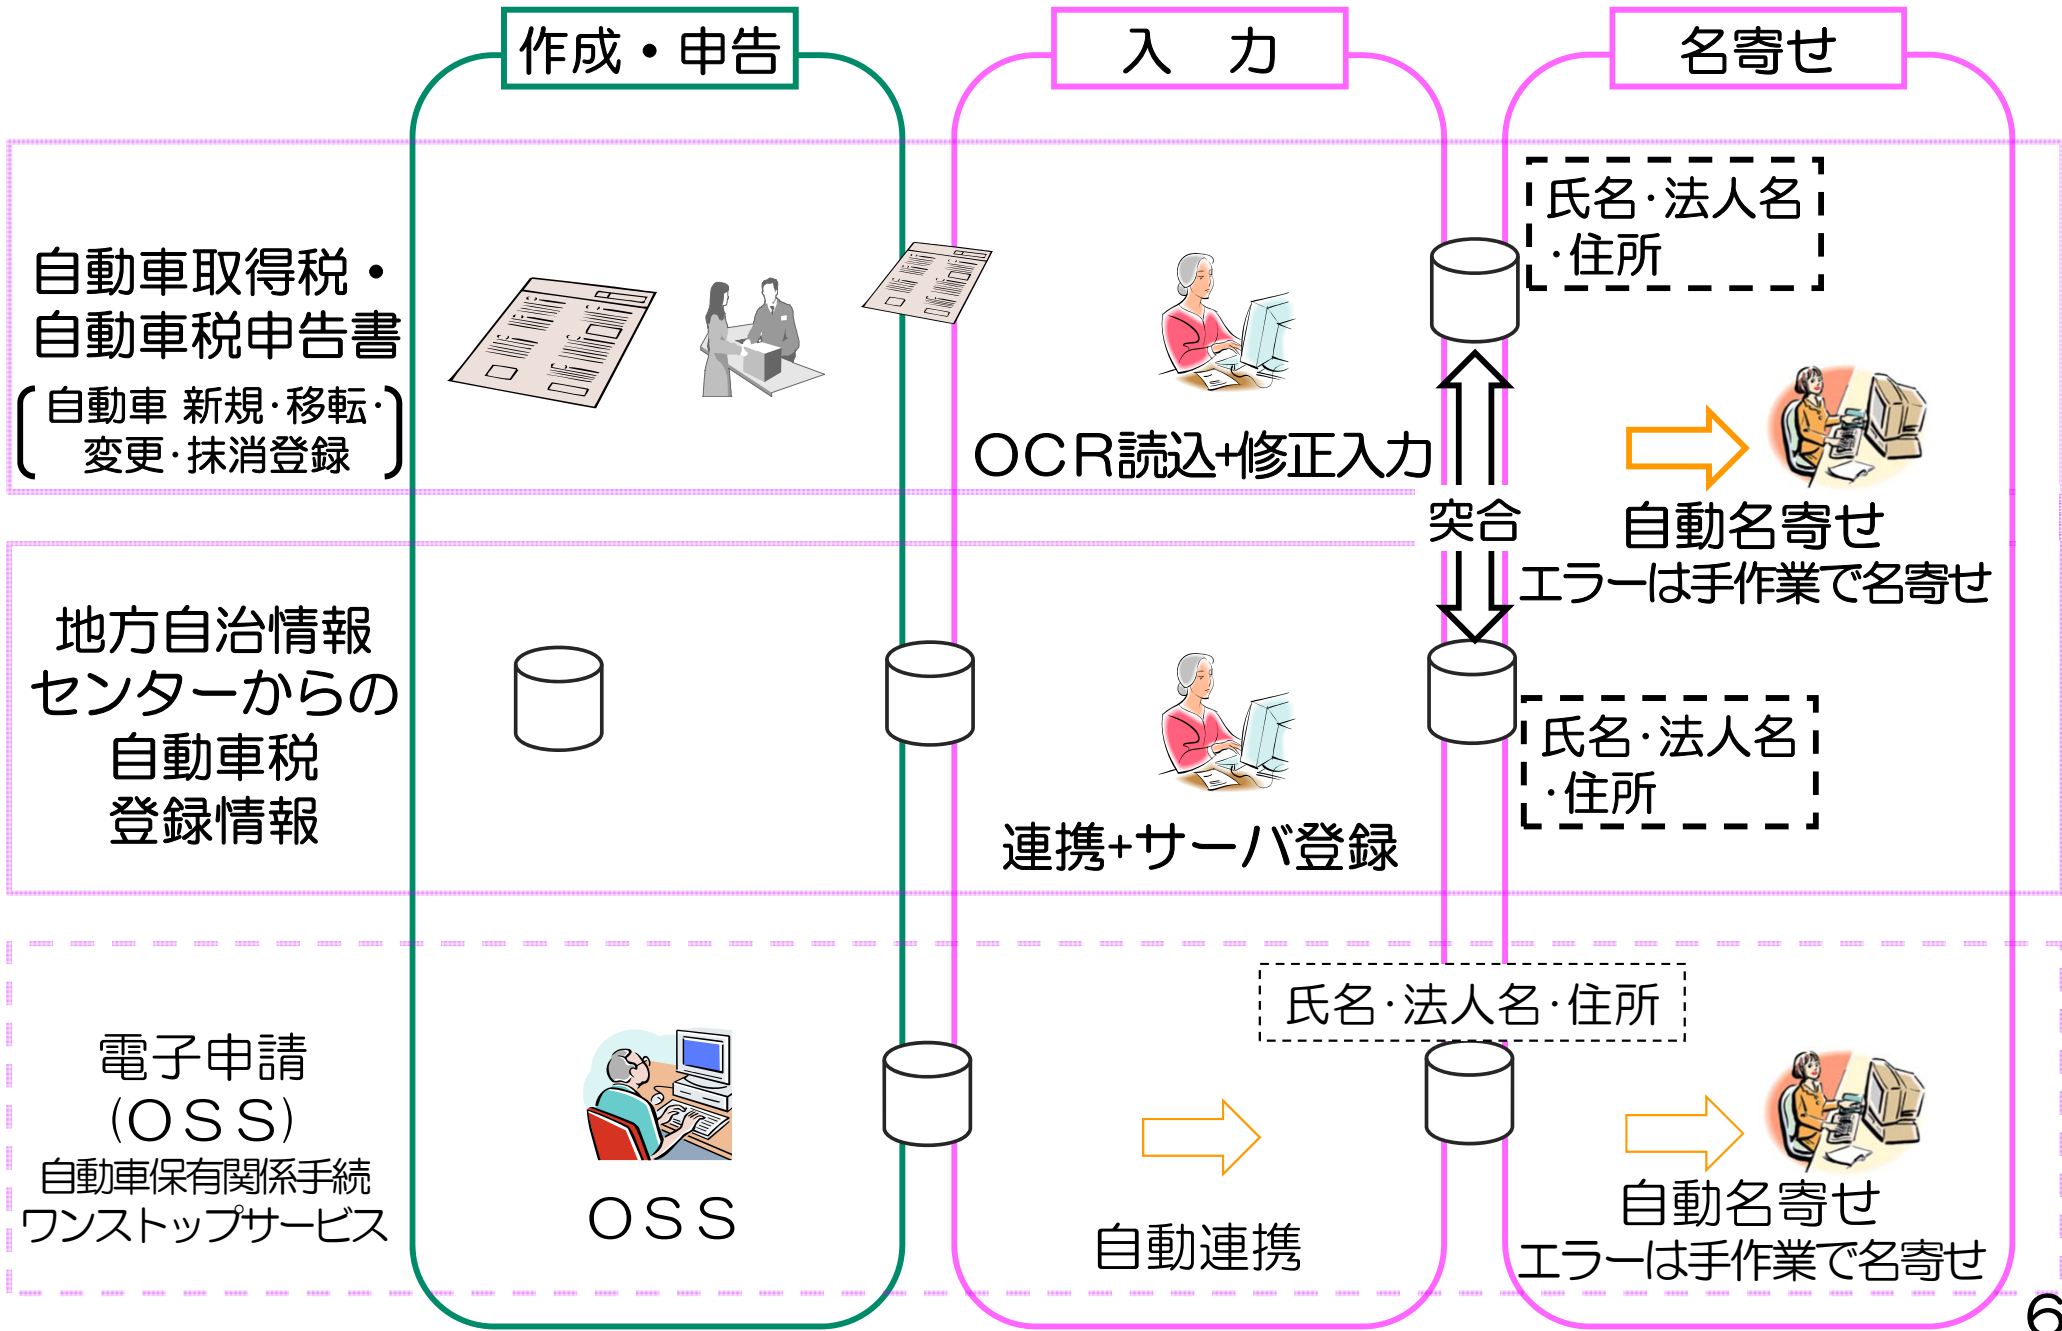 作成・申告
入　力
名寄せ
自動車取得税・
自動車税申告書
自動車 新規・移転・
変更・抹消登録
OCR読込+修正入力
氏名・法人名
・住所
突合
自動名寄せ
エラーは手作業で名寄せ
地方自治情報
センターからの
自動車税
登録情報
連携+サーバ登録
氏名・法人名
・住所
電子申請
(OSS)
自動車保有関係手続
ワンストップサービス
OSS
氏名・法人名・住所
自動連携
自動名寄せ
エラーは手作業で名寄せ
6